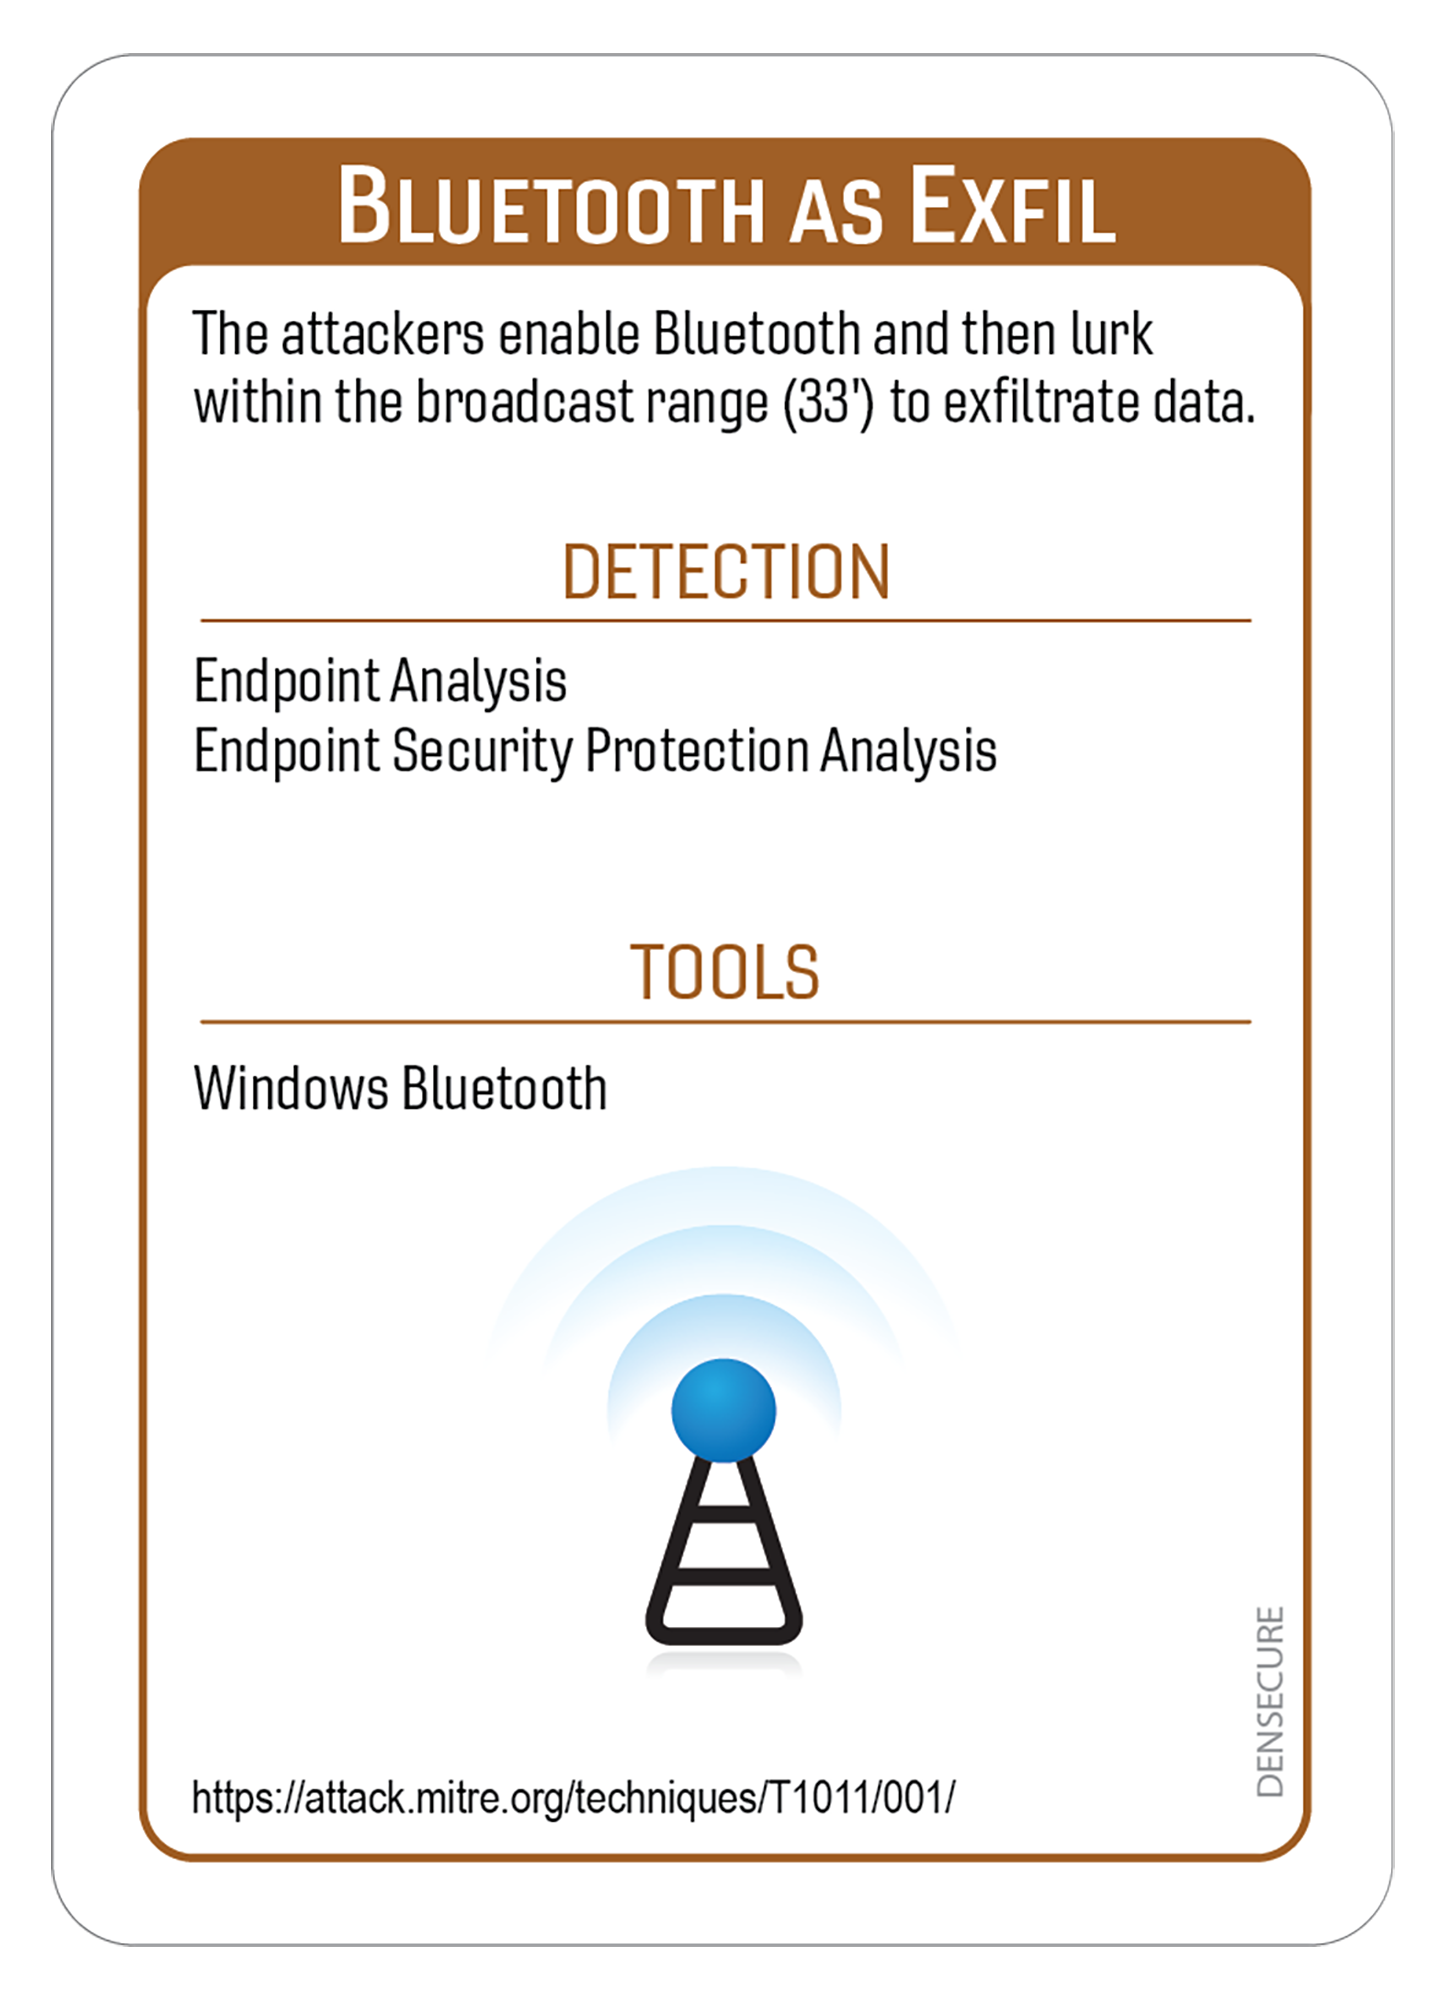 Bluetooth as Exfil
The attackers enable Bluetooth and then lurk
within the broadcast range (33') to exfiltrate data.
DETECTION
Endpoint Analysis
Endpoint Security Protection Analysis
TOOLS
Windows Bluetooth
DENSECURE
https://attack.mitre.org/techniques/T1011/001/